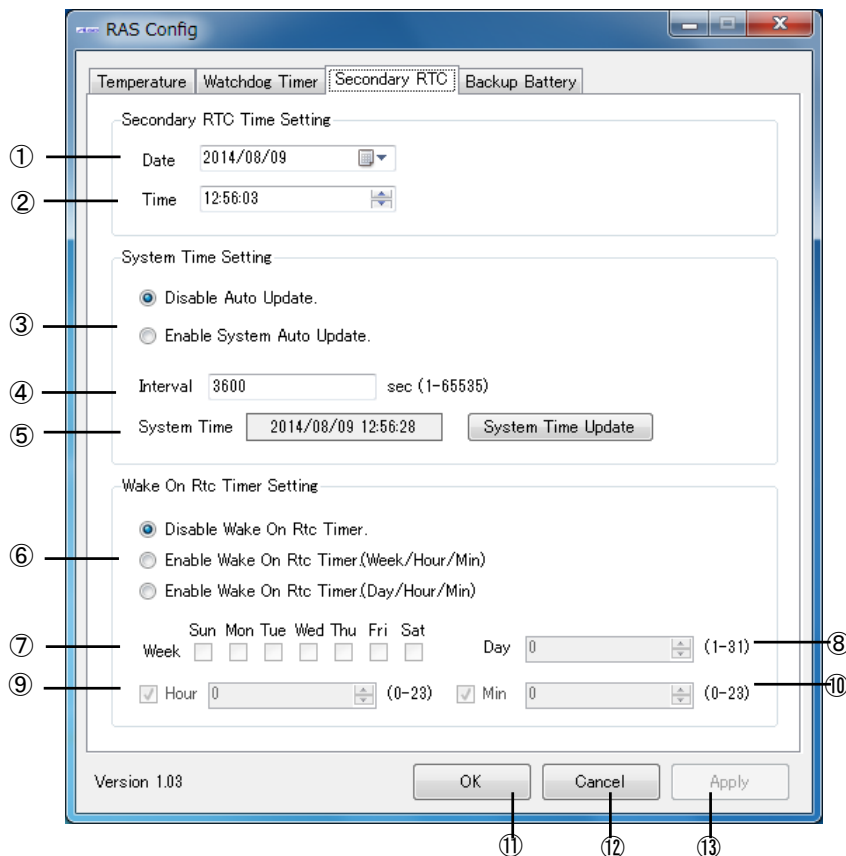 RAS Config
Temperature Watchdog Timer Secondary RTC Backup Battery
Secondary RTC Time Setting
① Date 2014/08/09
② Time 12:56:03
System Time Setting
Disable Auto Update.
③
Enable System Auto Update.
④ Interval 3600 sec (1-65535)
⑤ System Time 2014/08/09 12:56:28 System Time Update
Wake On Rtc Timer Setting
Disable Wake On Rtc Timer.
⑥ Enable Wake On Rtc Timer.(Week/Hour/Min)
Enable Wake On Rtc Timer.(Day/Hour/Min)
Sun Mon Tue Wed Thu Fri Sat
⑦ Week Day 0 (1-31) ⑧
⑨ Hour 0 (0-23) Min 0 (0-23) ⑩
Version 1.03 OK Cancel Apply
⑪ ⑫ ⑬